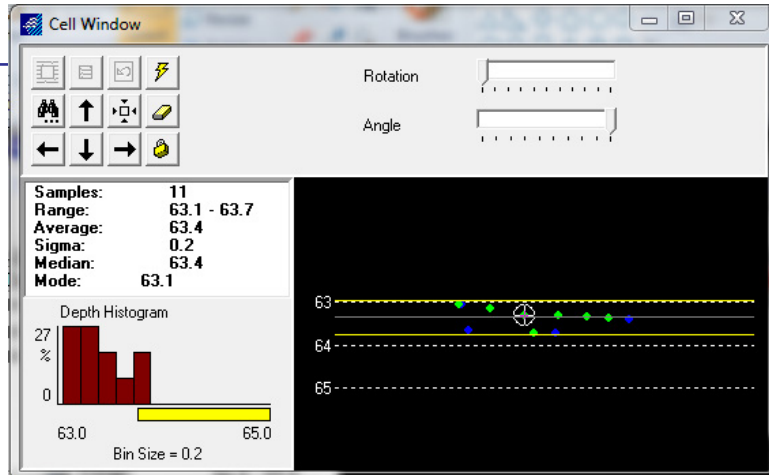 Cell Window
Rotation
Angle
Samples: 11
Range: 63.1 - 63.7
Average: 63.4
Sigma: 0.2
Median: 63.4
Mode: 63.1
Depth Histogram
27
%
0
63.0 65.0
Bin Size = 0.2
63
64
65